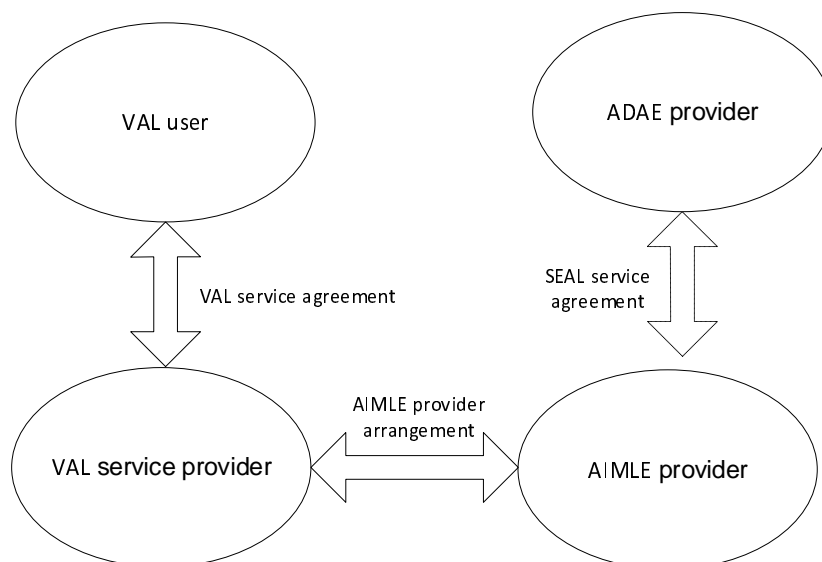 VAL user
ADAE provider
VAL service agreement
SEAL service
agreement
AIMLE provider
arrangement
VAL service provider
AIMLE provider